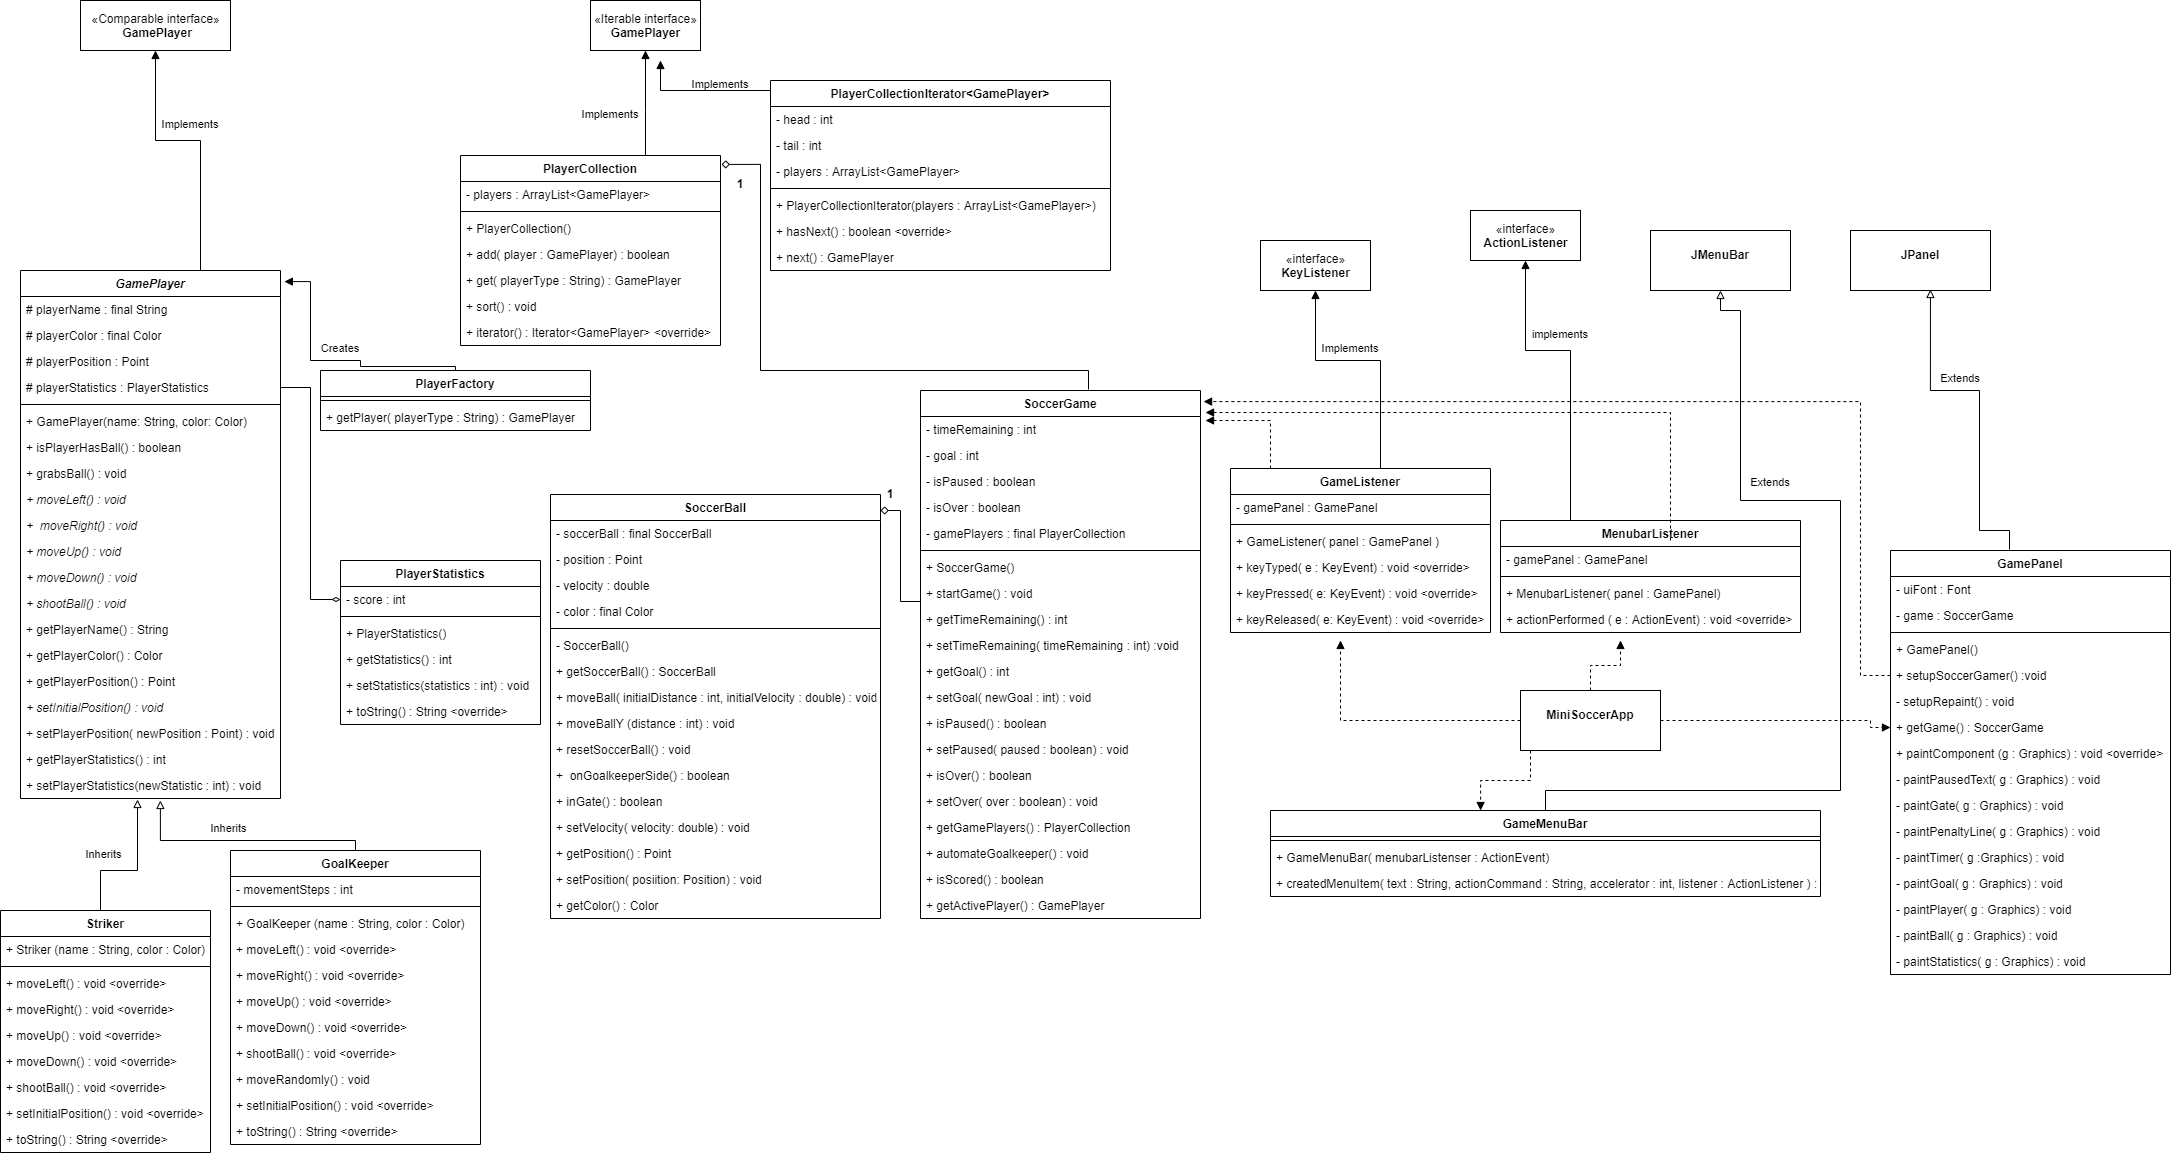 «Comparable interface»
GamePlayer
Implements
«Iterable interface»
GamePlayer
Implements
Implements
PlayerCollectionIterator<GamePlayer>
- head : int
- tail : int
- players : ArrayList<GamePlayer>
+ PlayerCollectionIterator(players : ArrayList<GamePlayer>)
+ hasNext() : boolean <override>
+ next() : GamePlayer
PlayerCollection
- players : ArrayList<GamePlayer>
+ PlayerCollection()
+ add( player : GamePlayer) : boolean
+ get( playerType : String) : GamePlayer
+ sort() : void
+ iterator() : Iterator<GamePlayer> <override>
1
GamePlayer
# playerName : final String
# playerColor : final Color
# playerPosition : Point
# playerStatistics : PlayerStatistics
+ GamePlayer(name: String, color: Color)
+ isPlayerHasBall() : boolean
+ grabsBall() : void
+ moveLeft() : void
+ moveRight() : void
+ moveUp() : void
+ moveDown() : void
+ shootBall() : void
+ getPlayerName() : String
+ getPlayerColor() : Color
+ getPlayerPosition() : Point
+ setInitialPosition() : void
+ setPlayerPosition( newPosition : Point) : void
+ getPlayerStatistics() : int
+ setPlayerStatistics(newStatistic : int) : void
Creates
PlayerFactory
+ getPlayer( playerType : String) : GamePlayer
PlayerStatistics
- score : int
+ PlayerStatistics()
+ getStatistics() : int
+ setStatistics(statistics : int) : void
+ toString() : String <override>
Inherits
Inherits
Striker
+ Striker (name : String, color : Color)
+ moveLeft() : void <override>
+ moveRight() : void <override>
+ moveUp() : void <override>
+ moveDown() : void <override>
+ shootBall() : void <override>
+ setInitialPosition() : void <override>
+ toString() : String <override>
GoalKeeper
- movementSteps : int
+ GoalKeeper (name : String, color : Color)
+ moveLeft() : void <override>
+ moveRight() : void <override>
+ moveUp() : void <override>
+ moveDown() : void <override>
+ shootBall() : void <override>
+ moveRandomly() : void
+ setInitialPosition() : void <override>
+ toString() : String <override>
SoccerBall
- soccerBall : final SoccerBall
- position : Point
- velocity : double
- color : final Color
- SoccerBall()
+ getSoccerBall() : SoccerBall
+ moveBall( initialDistance : int, initialVelocity : double) : void
+ moveBallY (distance : int) : void
+ resetSoccerBall() : void
+ onGoalkeeperSide() : boolean
+ inGate() : boolean
+ setVelocity( velocity: double) : void
+ getPosition() : Point
+ setPosition( posiition: Position) : void
+ getColor() : Color
1
SoccerGame
- timeRemaining : int
- goal : int
- isPaused : boolean
- isOver : boolean
- gamePlayers : final PlayerCollection
+ SoccerGame()
+ startGame() : void
+ getTimeRemaining() : int
+ setTimeRemaining( timeRemaining : int) :void
+ getGoal() : int
+ setGoal( newGoal : int) : void
+ isPaused() : boolean
+ setPaused( paused : boolean) : void
+ isOver() : boolean
+ setOver( over : boolean) : void
+ getGamePlayers() : PlayerCollection
+ automateGoalkeeper() : void
+ isScored() : boolean
+ getActivePlayer() : GamePlayer
«interface»
KeyListener
Implements
GameListener
- gamePanel : GamePanel
+ GameListener( panel : GamePanel )
+ keyTyped( e : KeyEvent) : void <override>
+ keyPressed( e: KeyEvent) : void <override>
+ keyReleased( e: KeyEvent) : void <override>
«interface»
ActionListener
implements
MenubarListener
- gamePanel : GamePanel
+ MenubarListener( panel : GamePanel)
+ actionPerformed ( e : ActionEvent) : void <override>
JMenuBar
Extends
JPanel
Extends
MiniSoccerApp
GameMenuBar
+ GameMenuBar( menubarListenser : ActionEvent)
+ createdMenuItem( text : String, actionCommand : String, accelerator : int, listener : ActionListener ) :
GamePanel
- uiFont : Font
- game : SoccerGame
+ GamePanel()
+ setupSoccerGamer() :void
- setupRepaint() : void
+ getGame() : SoccerGame
+ paintComponent (g : Graphics) : void <override>
- paintPausedText( g : Graphics) : void
- paintGate( g : Graphics) : void
- paintPenaltyLine( g : Graphics) : void
- paintTimer( g :Graphics) : void
- paintGoal( g : Graphics) : void
- paintPlayer( g : Graphics) : void
- paintBall( g : Graphics) : void
- paintStatistics( g : Graphics) : void